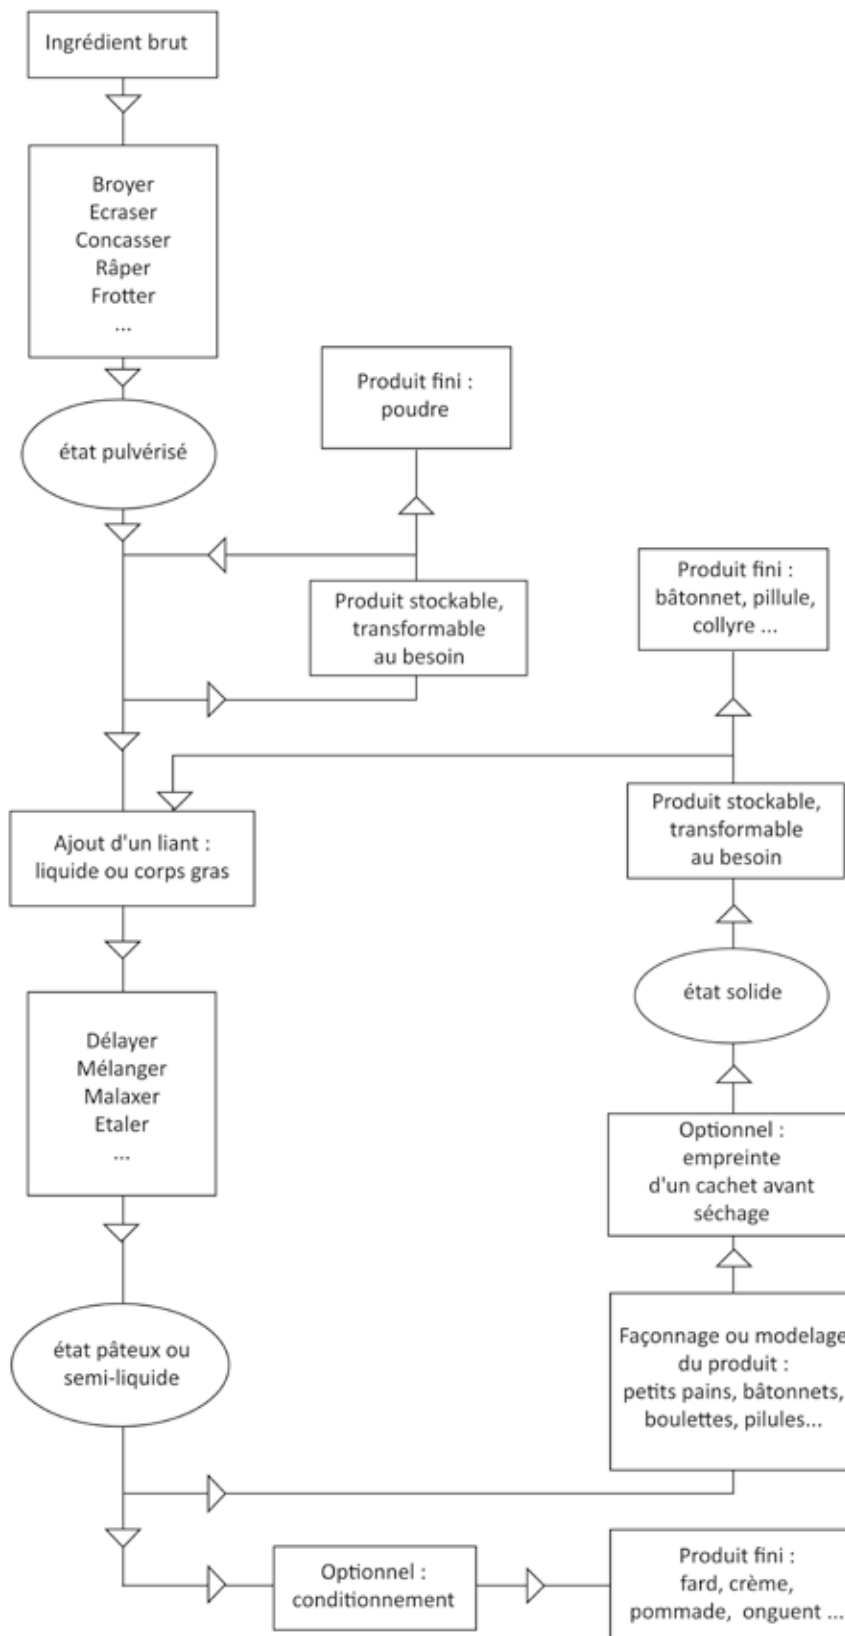 Ingrédient brut
Broyer
Ecraser
Concasser
Râper
Frotter
...
état pulvérisé
Produit fini :
poudre
Produit stockable,
transformable
au besoin
Produit fini :
bâtonnet, pillule,
collyre ...
Produit stockable,
transformable
au besoin
Ajout d'un liant :
liquide ou corps gras
état solide
Délayer
Mélanger
Malaxer
Etaler
...
Optionnel :
empreinte
d'un cachet avant
séchage
état pâteux ou
semi-liquide
Façonnage ou modelage
du produit :
petits pains, bâtonnets,
boulettes, pilules...
Optionnel :
conditionnement
Produit fini :
fard, crème,
pommade, onguent ...